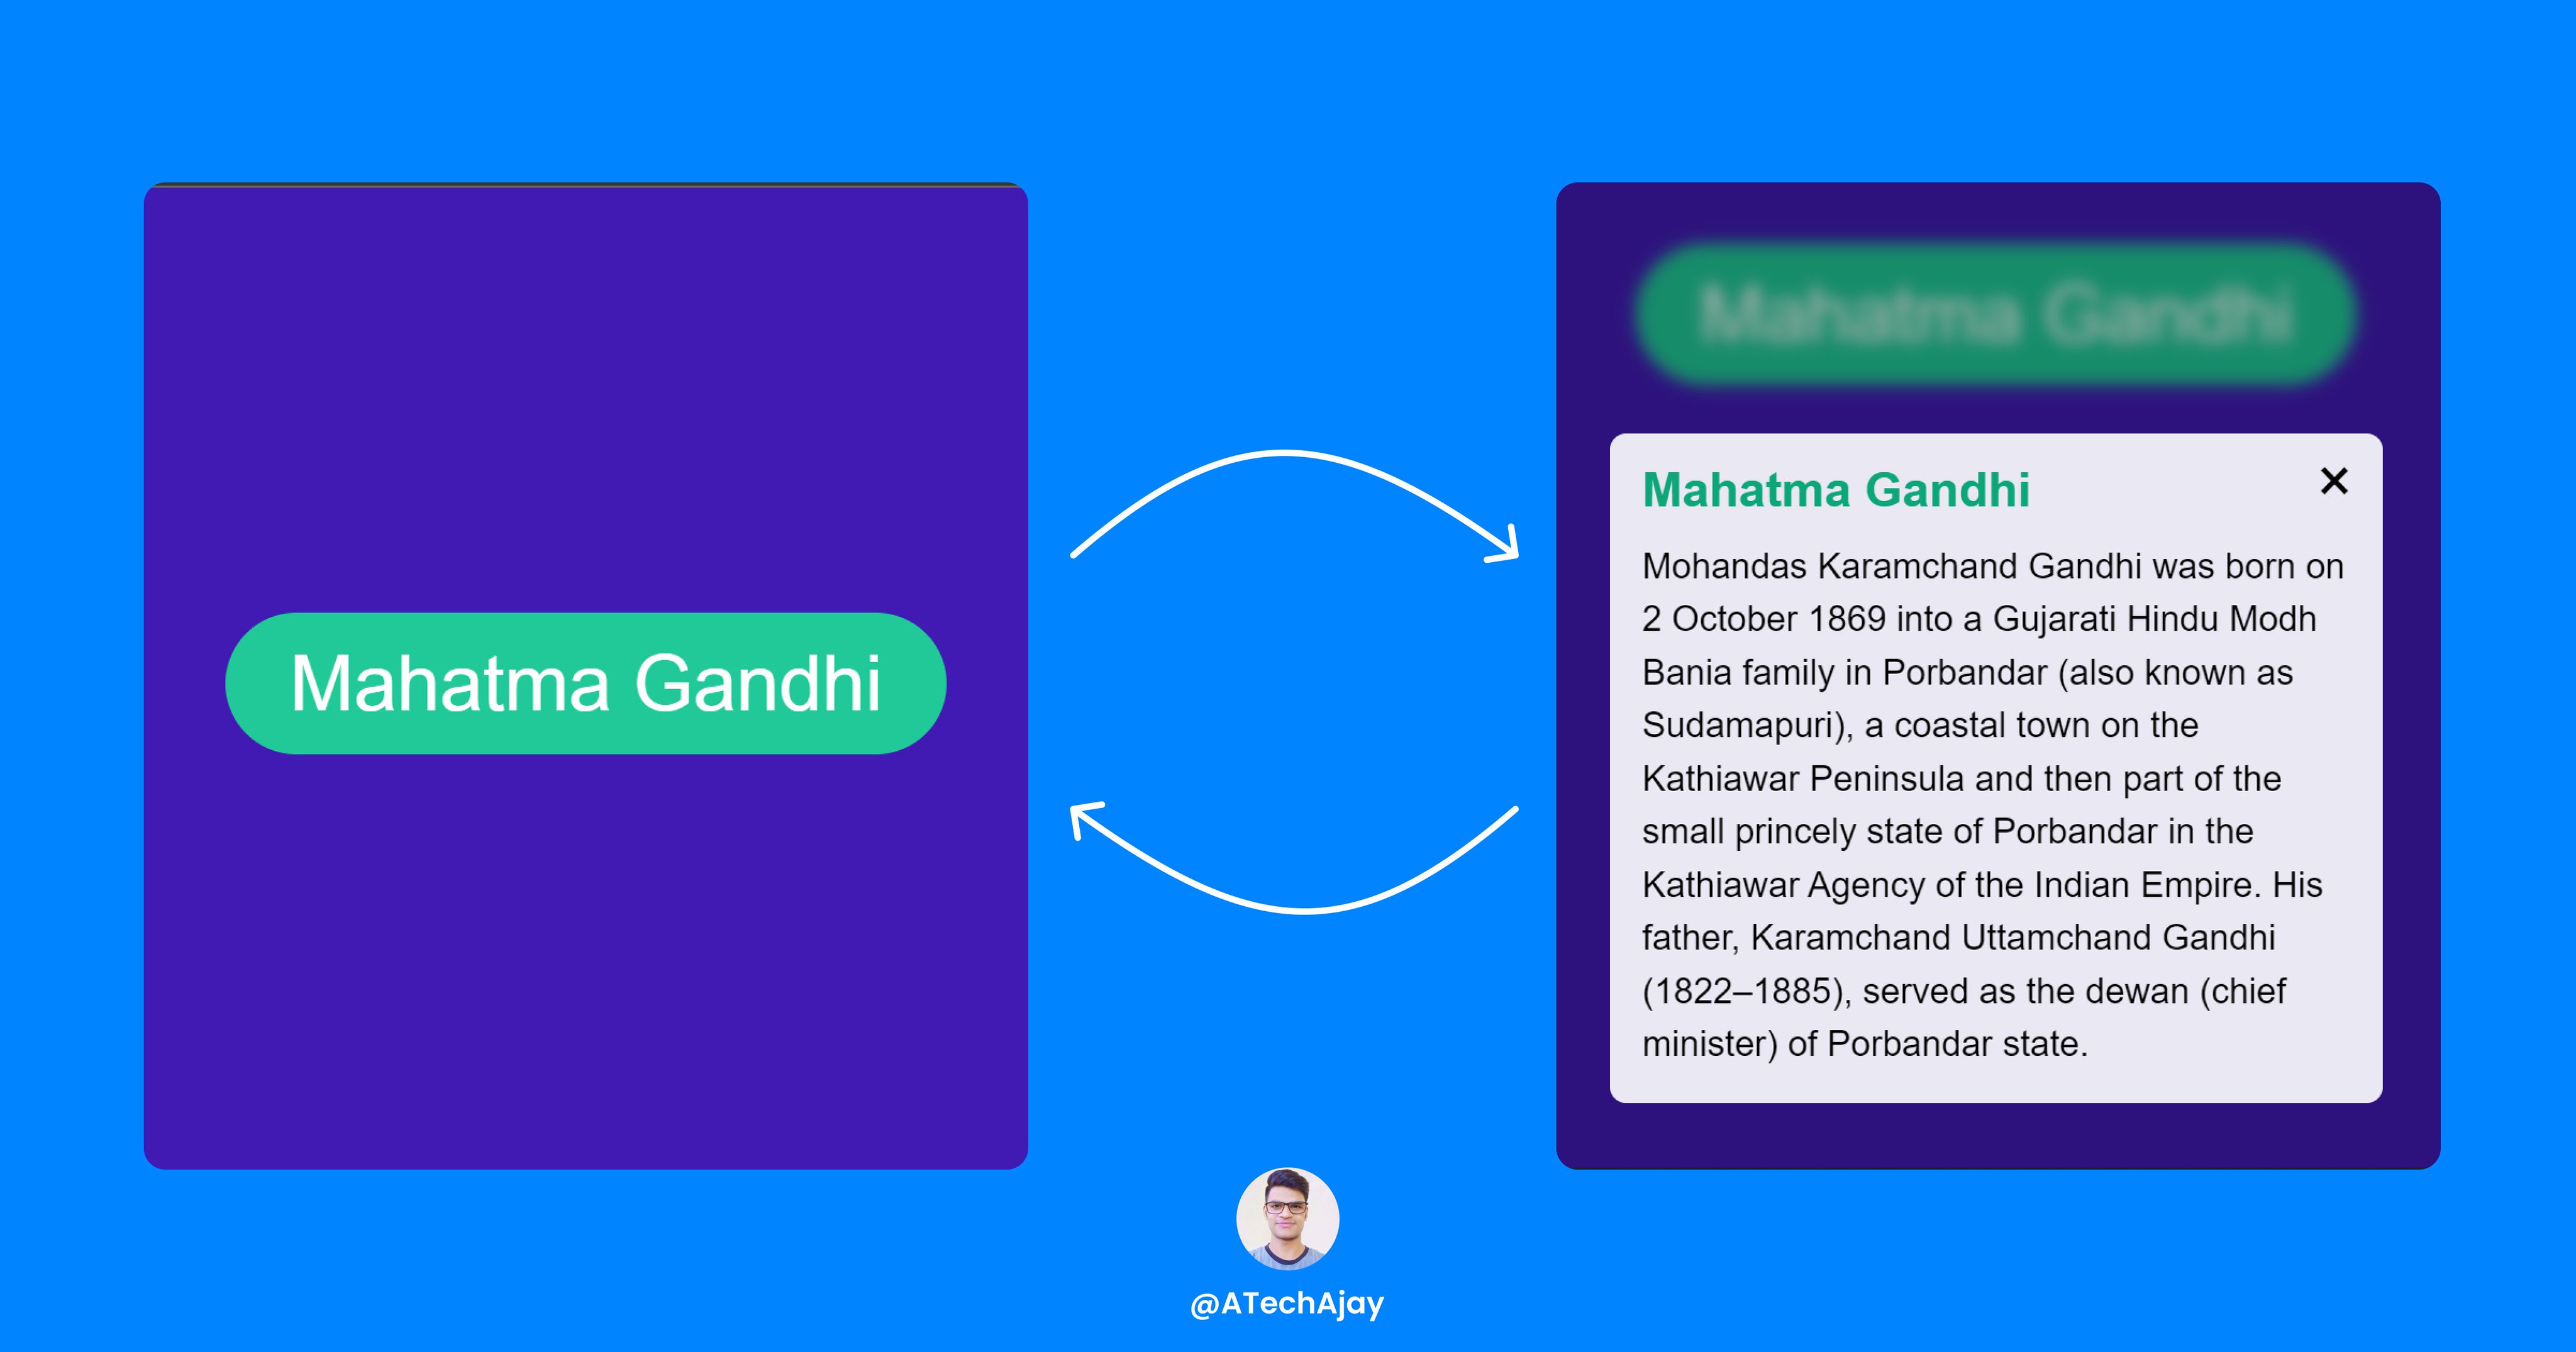 Mahatma Gandhi
Mahatma Gandhi
Mahatma Gandhi
×
Mohandas Karamchand Gandhi was born on
2 October 1869 into a Gujarati Hindu Modh
Bania family in Porbandar (also known as
Sudamapuri), a coastal town on the
Kathiawar Peninsula and then part of the
small princely state of Porbandar in the
Kathiawar Agency of the Indian Empire. His
father, Karamchand Uttamchand Gandhi
(1822–1885), served as the dewan (chief
minister) of Porbandar state.
@ATechAjay